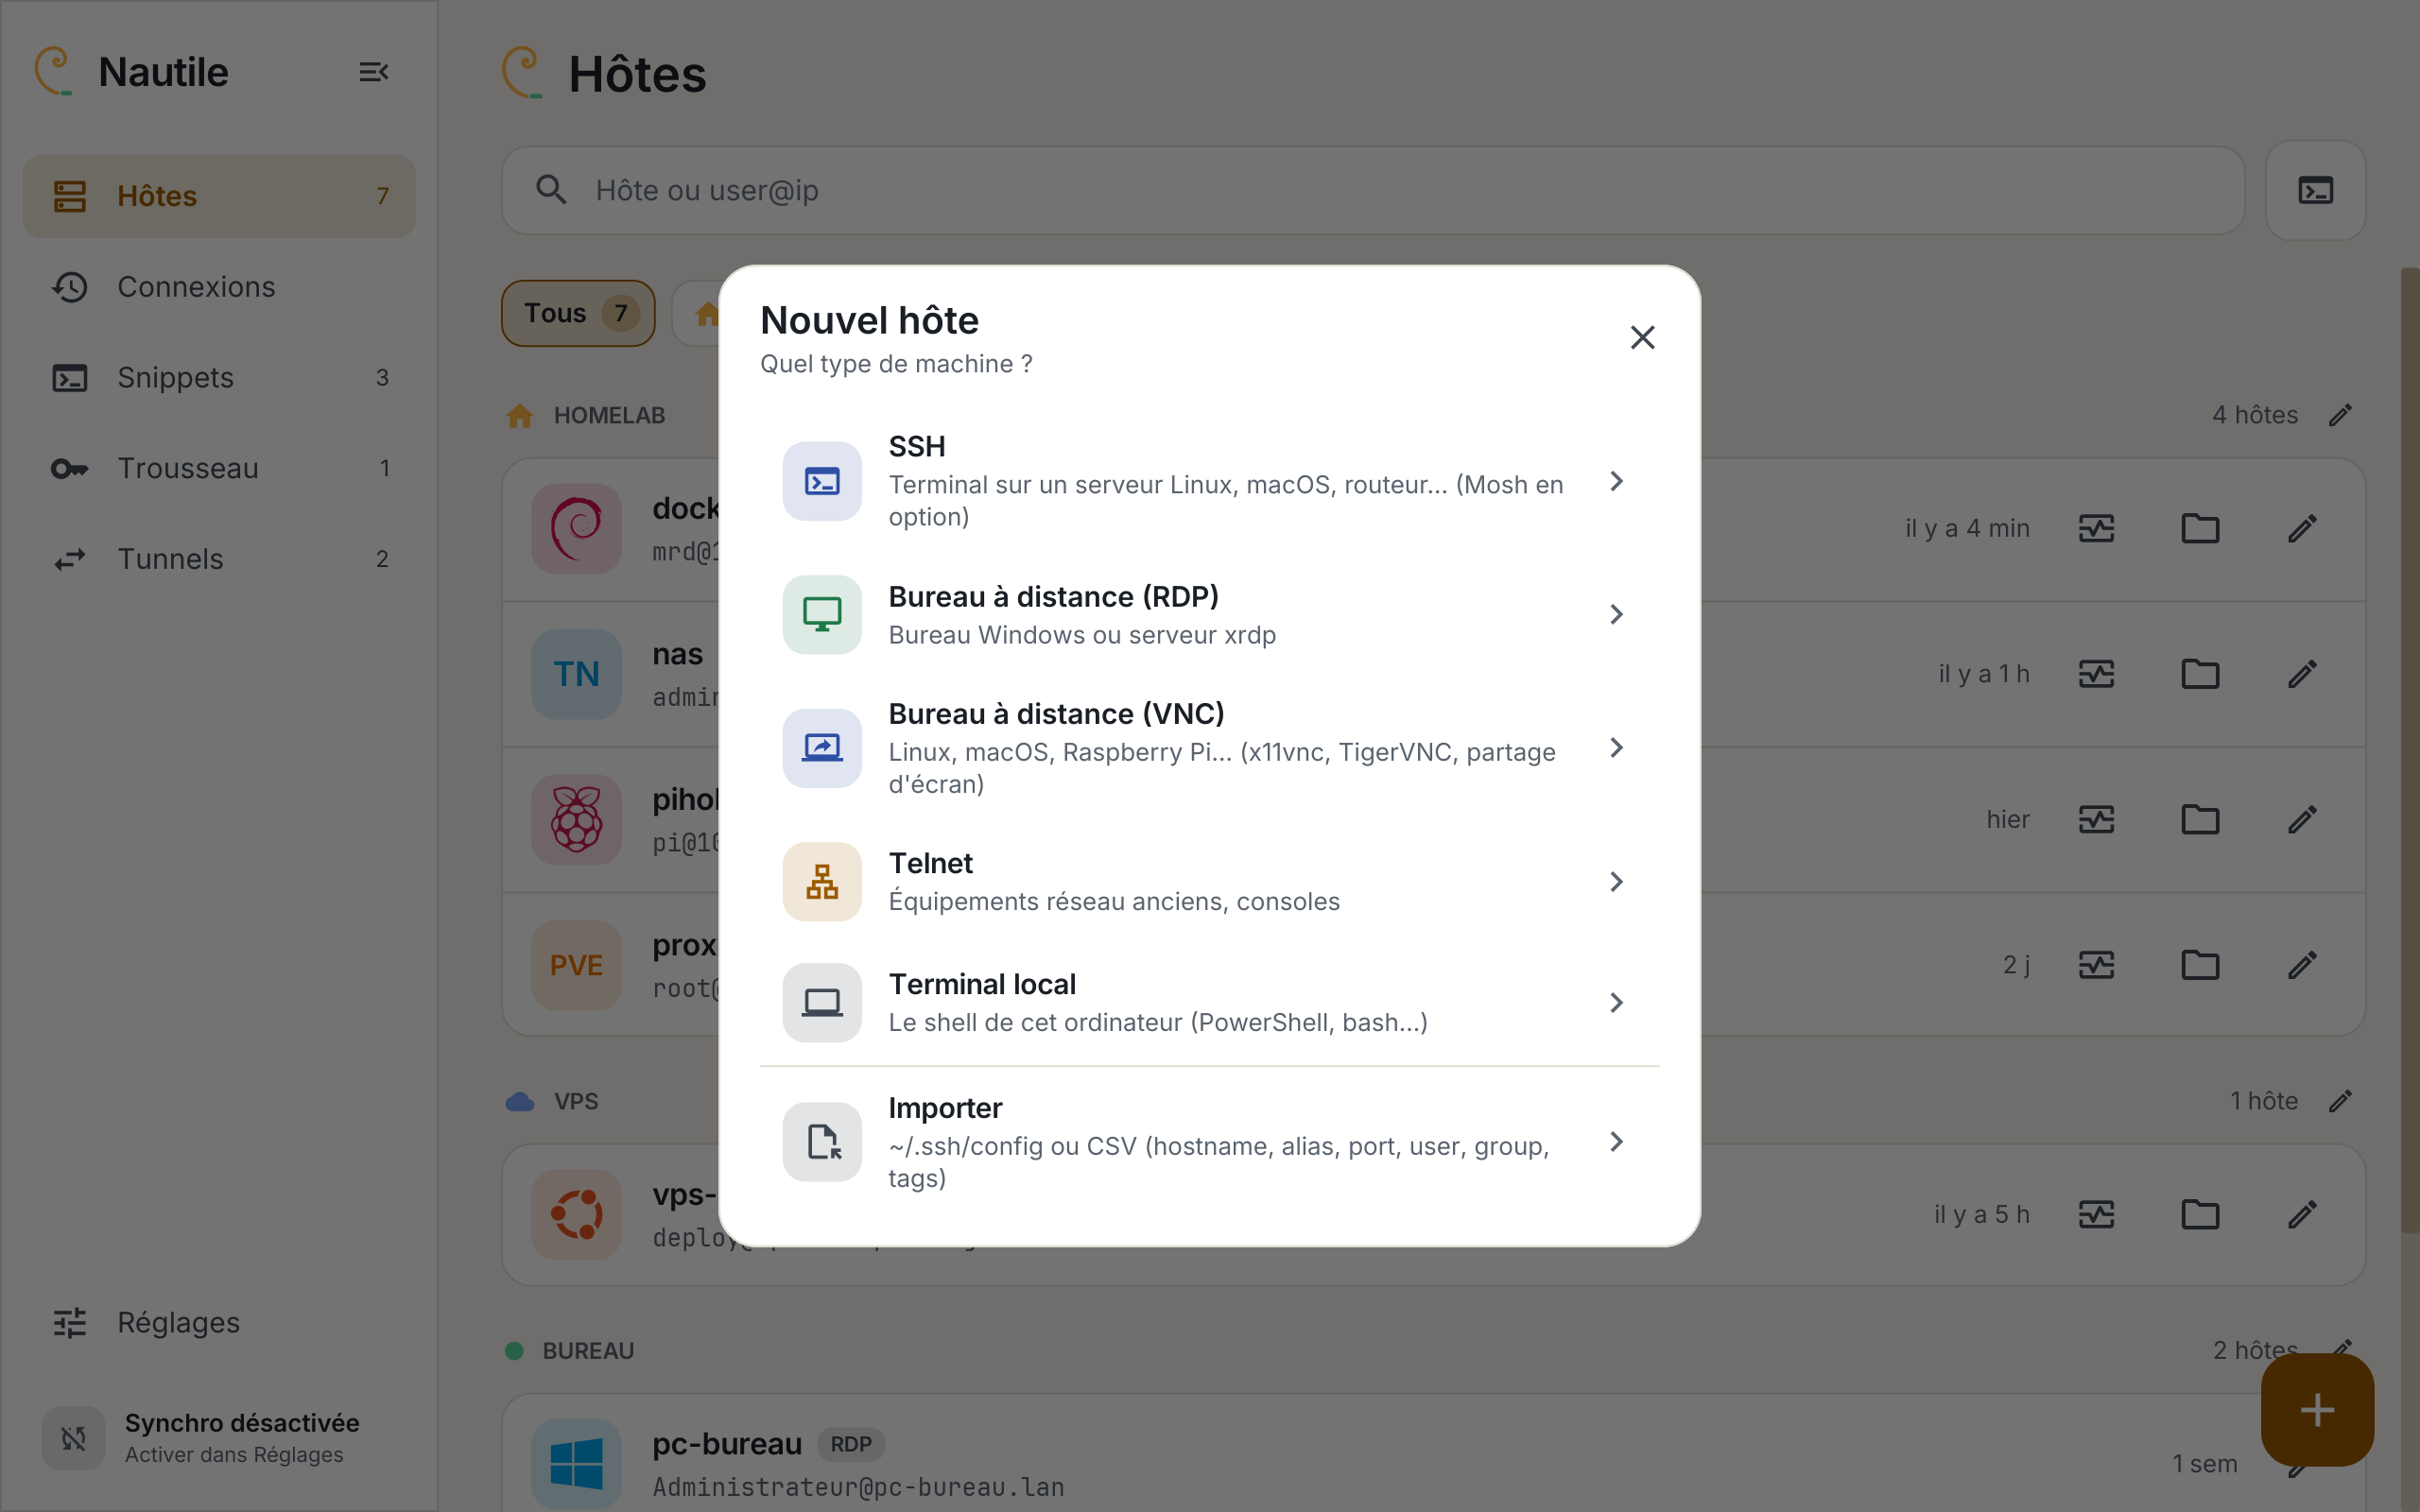 Nautile
Hôtes 7
Connexions
Snippets 3
Trousseau 1
Tunnels 2
Réglages
Synchro désactivée
Activer dans Réglages
Hôtes
Hôte ou user@ip
Tous 7
HOMELAB 4 hôtes
il y a 4 min
TN nas
il y a 1 h
hier
PVE
2 j
VPS 1 hôte
il y a 5 h
BUREAU 2 hôtes
pc-bureau RDP
Administrateur@pc-bureau.lan
1 sem
Nouvel hôte
Quel type de machine ?
SSH
Terminal sur un serveur Linux, macOS, routeur... (Mosh en
option)
Bureau à distance (RDP)
Bureau Windows ou serveur xrdp
Bureau à distance (VNC)
Linux, macOS, Raspberry Pi... (x11vnc, TigerVNC, partage
d'écran)
Telnet
Équipements réseau anciens, consoles
Terminal local
Le shell de cet ordinateur (PowerShell, bash...)
Importer
~/.ssh/config ou CSV (hostname, alias, port, user, group,
tags)